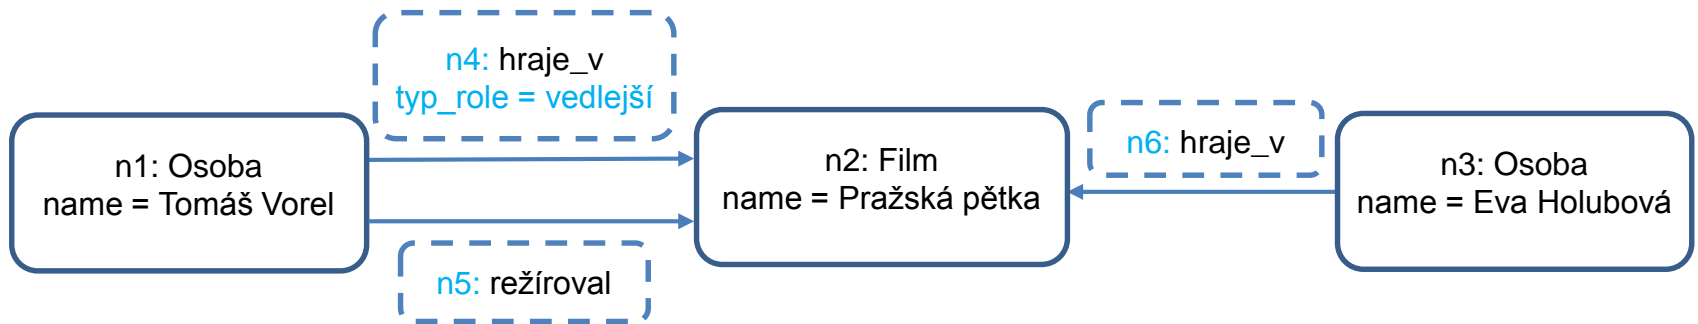 n4: hraje_v
typ_role = vedlejší
n1: Osoba
name = Tomáš Vorel
n5: režíroval
n2: Film
name = Pražská pětka
n6: hraje_v
n3: Osoba
name = Eva Holubová